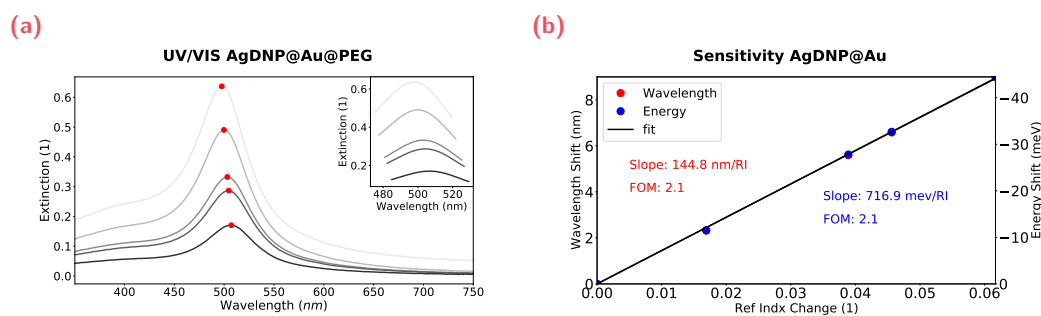 (a)
UV/VIS AgDNP@Au@PEG
Extinction (1)
0.6
0.5
0.4
0.3
0.2
0.1
0.0
400
450
500
550
600
650
700
750
Wavelength (nm)
Extinction (1)
0.6
0.4
0.2
480
500
520
Wavelength (nm)
(b)
Sensitivity AgDNP@Au
Wavelength Shift (nm)
8
6
4
2
0
Wavelength
Energy
fit
Slope: 144.8 nm/RI
FOM: 2.1
Slope: 716.9 mev/RI
FOM: 2.1
−40
−30
−20
−10
0
Energy Shift (meV)
0.00
0.01
0.02
0.03
0.04
0.05
0.06
Ref Indx Change (1)